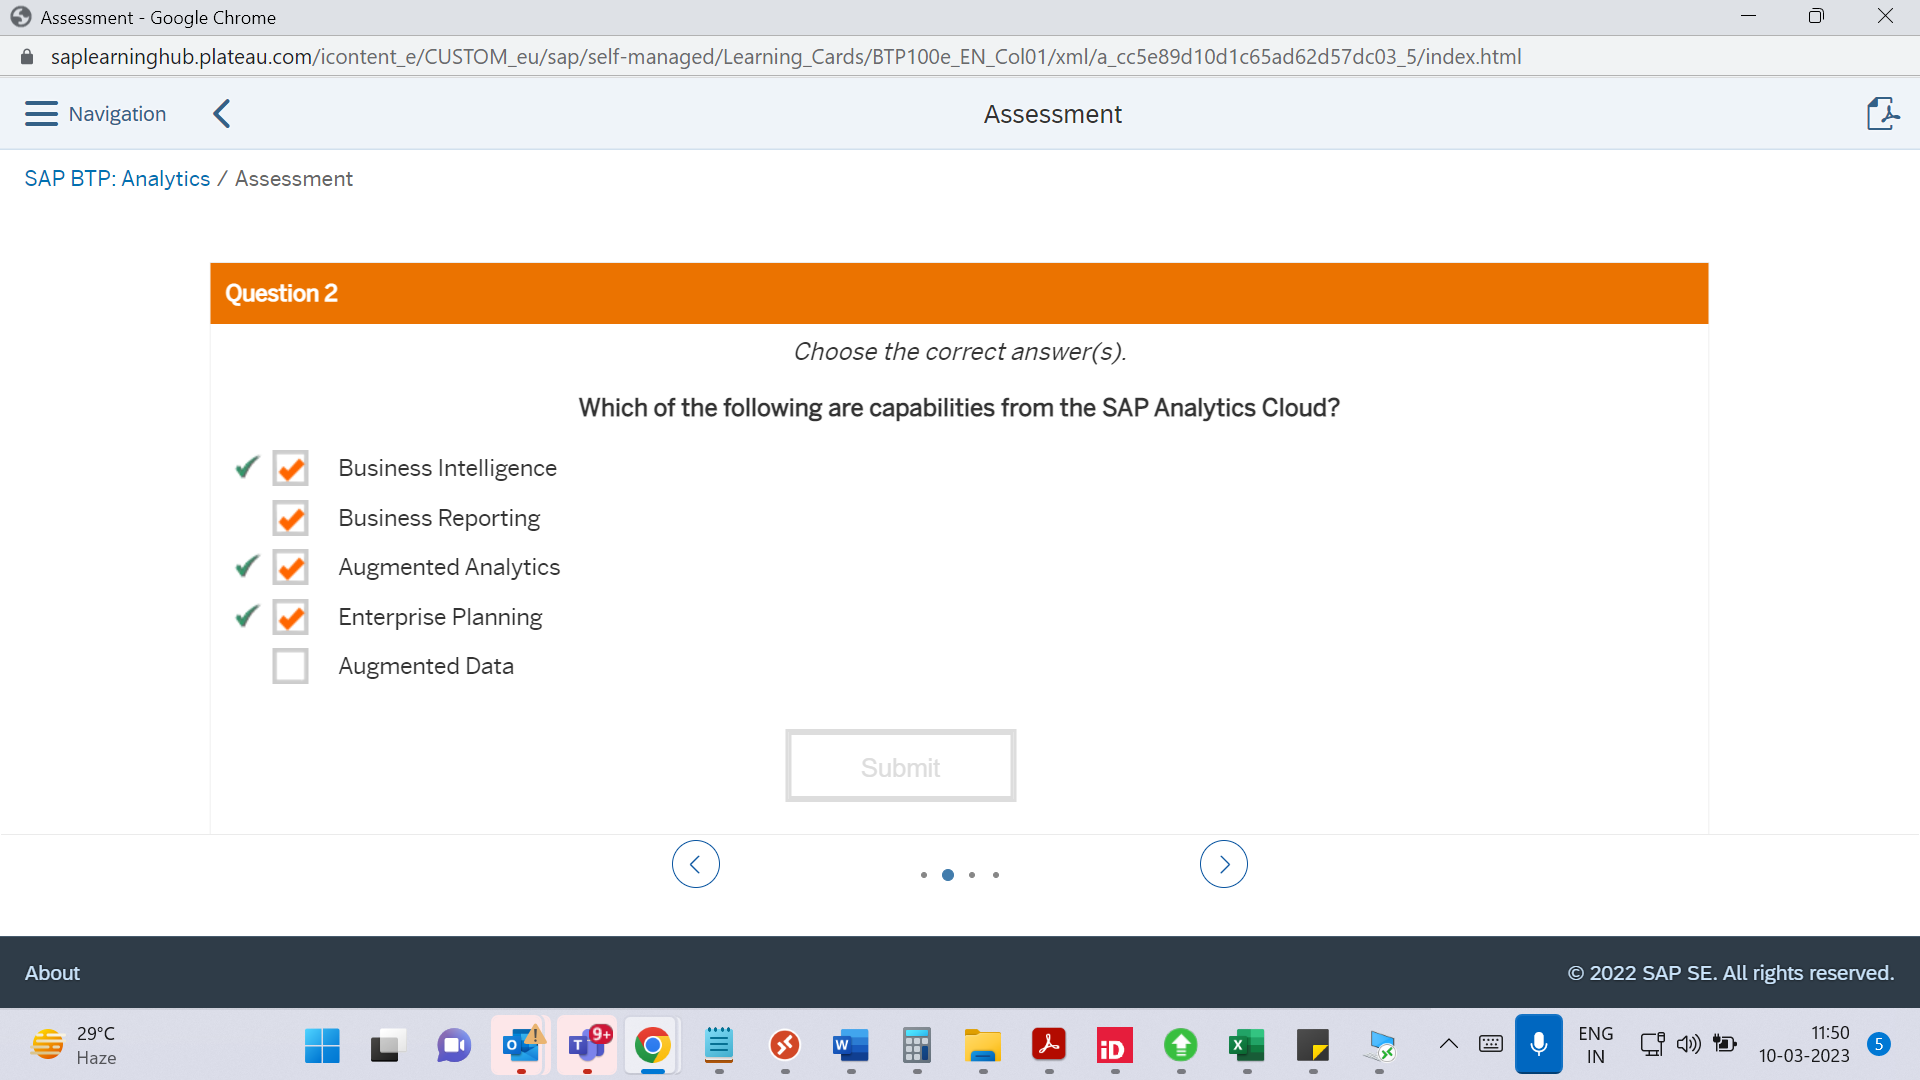 Assessment - Google Chrome
saplearninghub.plateau.com/icontent_e/CUSTOM_eu/sap/self-managed/Learning_Cards/BTP100e_EN_Col01/xml/a_cc5e89d10d1c65ad62d57dc03_5/index.html
Navigation
Assessment
SAP BTP: Analytics / Assessment
Question 2
Choose the correct answer(s).
Which of the following are capabilities from the SAP Analytics Cloud?
Business Intelligence
Business Reporting
Augmented Analytics
Enterprise Planning
Augmented Data
Submit
About
© 2022 SAP SE. All rights reserved.
29°C
Haze
9+
ENG
IN
11:50
10-03-2023
5